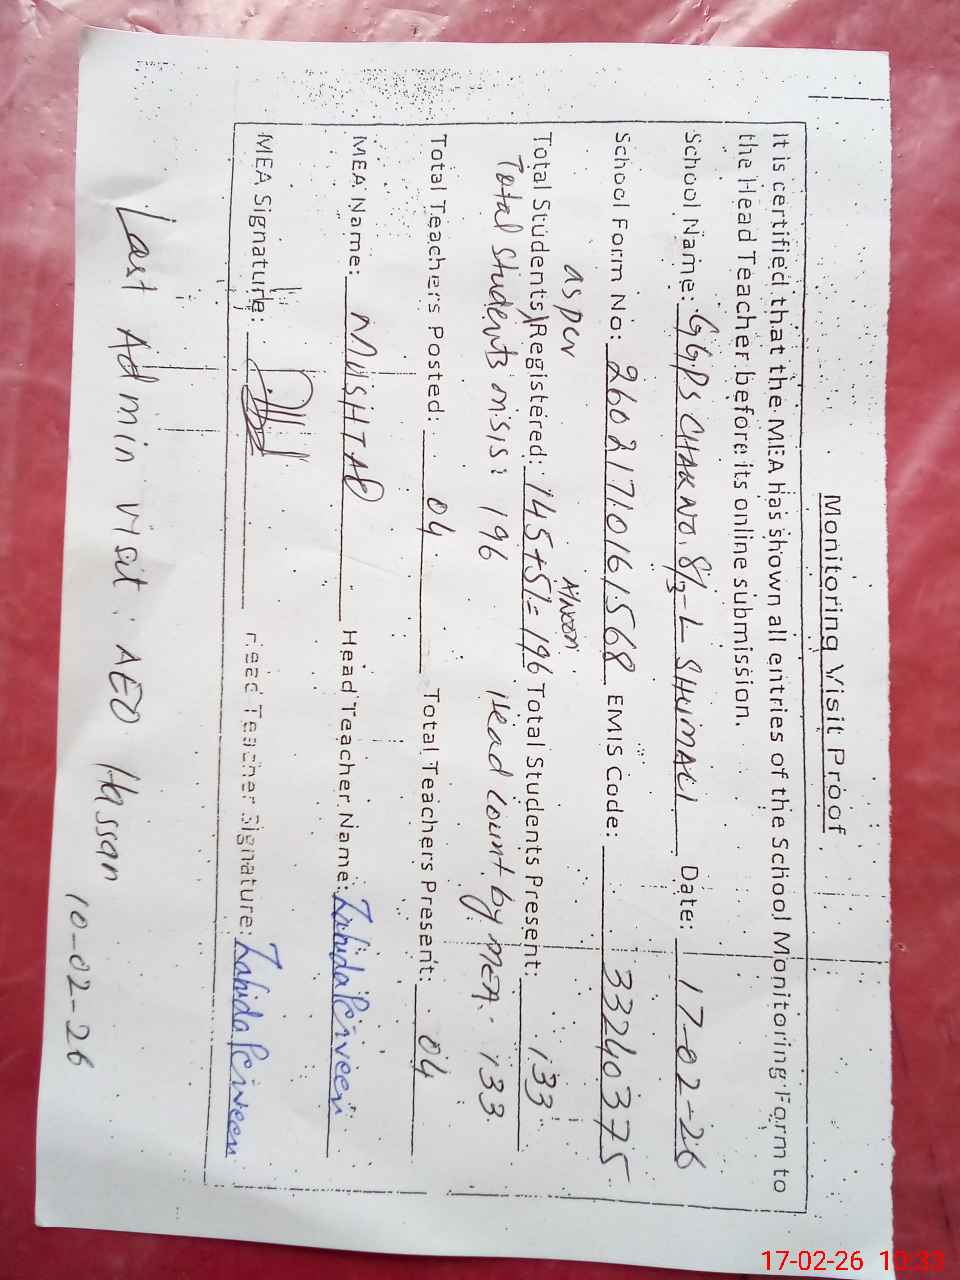 Monitoring Visit Proof
It is certified that the MEA has shown all entries of the School Monitoring Form to
the Head Teacher before its online submission.
School Name: GGPS CHAK NO. 8/3-L SHUMALI Date: 17-02-26
School Form No: 2602171016 1568 EMIS Code: 33240375
as per A/Noon
Total Students Registered: 145+51=196 Total Students Present: 133
Total Students in SIS: 196 Head count by MEA: 133
Total Teachers Posted: 04 Total Teachers Present: 04
MEA Name: MUSHTAQ Head Teacher Name: Zahida Perveen
MEA Signature: Head Teacher Signature: Zahida Perveen
Last Admin visit. AEO Hassan
10-02-26
17-02-26 10:33